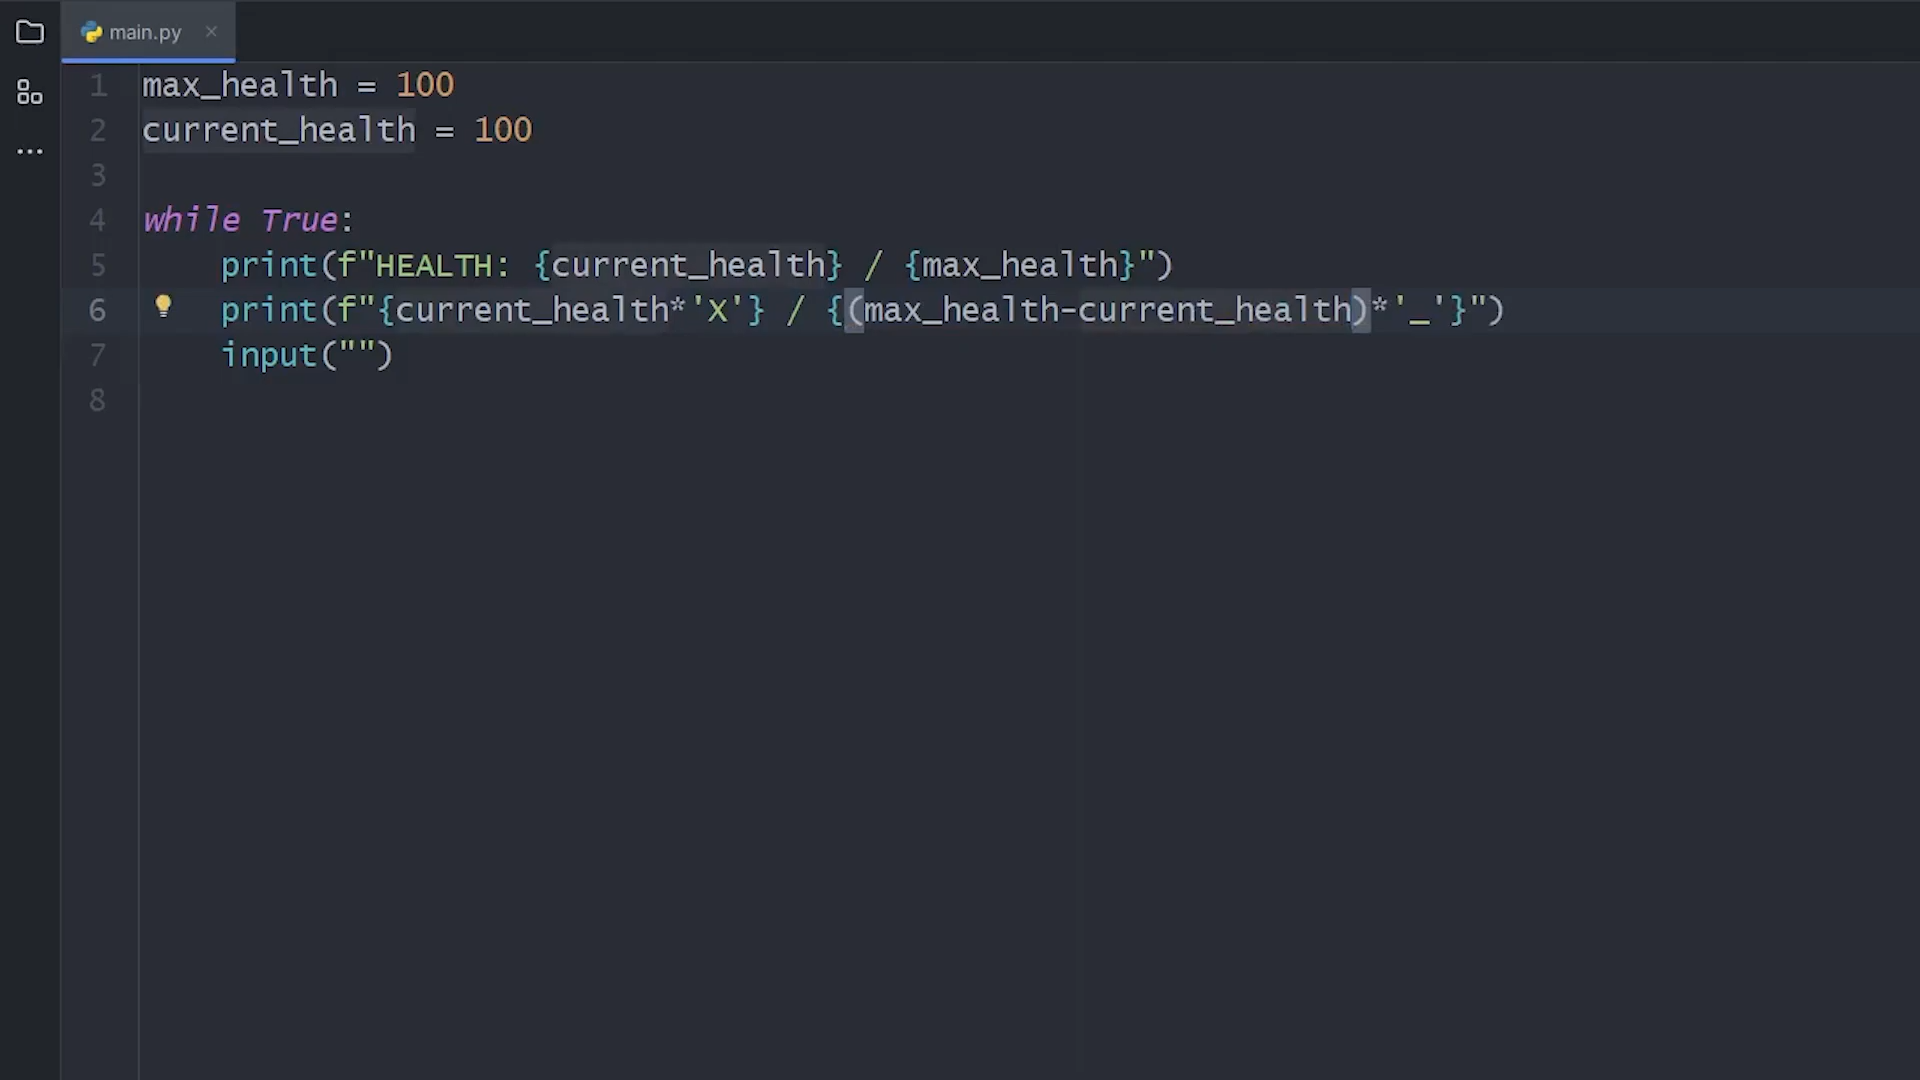 main.py
1 max_health = 100
2 current_health = 100
3
4 while True:
5     print(f"HEALTH: {current_health} / {max_health}")
6     print(f"{current_health*'X'} / {(max_health-current_health)*'_'}")
7     input("")
8